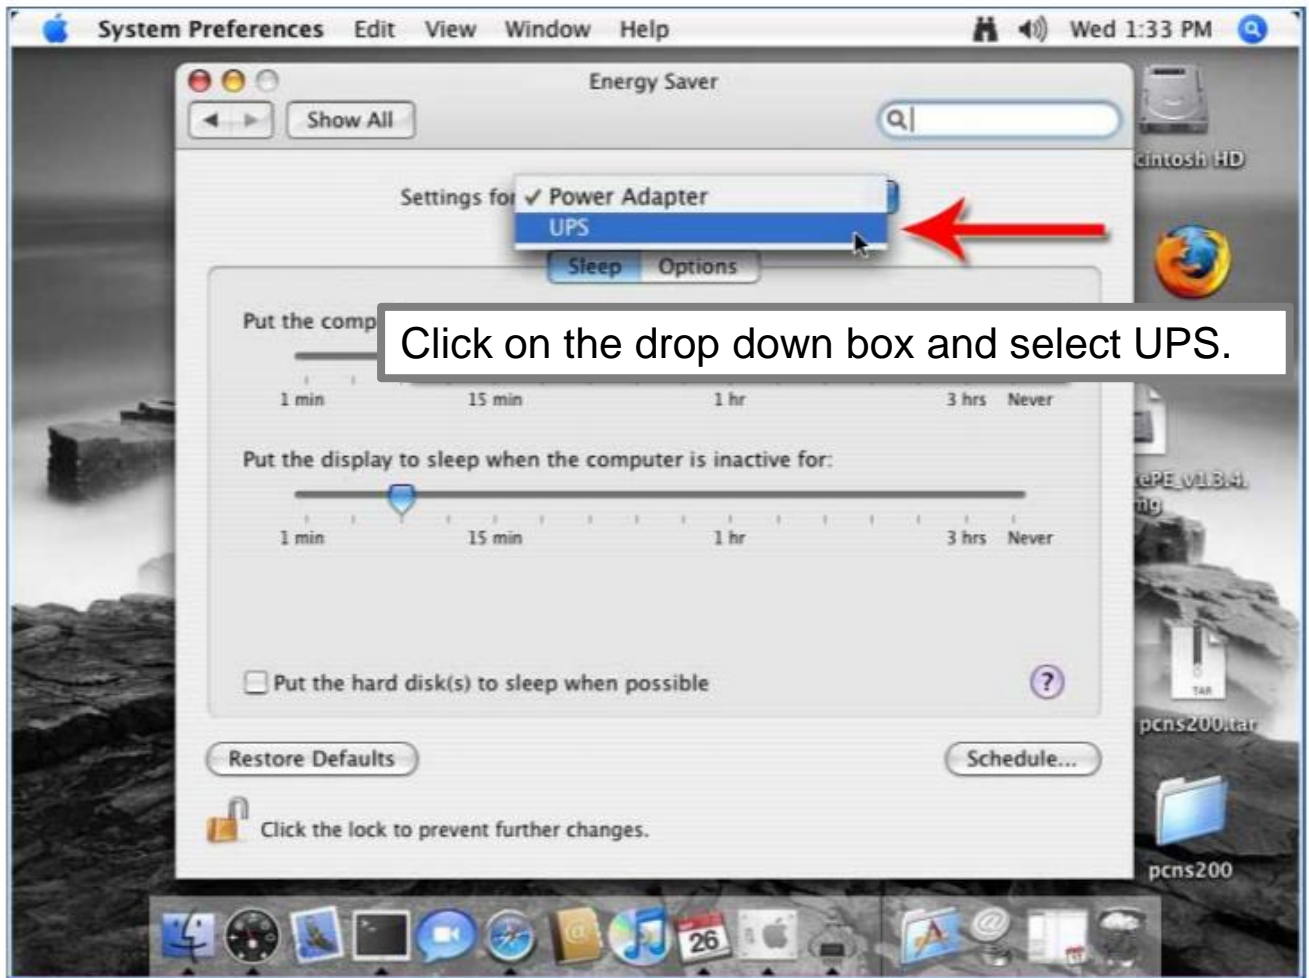 System Preferences Edit View Window Help Wed 1:33 PM
Energy Saver
Show All
cintosh HD
Settings for ✓ Power Adapter
UPS
Sleep Options
Put the comp
Click on the drop down box and select UPS.
1 min 15 min 1 hr 3 hrs Never
Put the display to sleep when the computer is inactive for:
1 min 15 min 1 hr 3 hrs Never
Put the hard disk(s) to sleep when possible ?
TAR
pcns200.tar
Restore Defaults Schedule...
Click the lock to prevent further changes.
pcns200
26